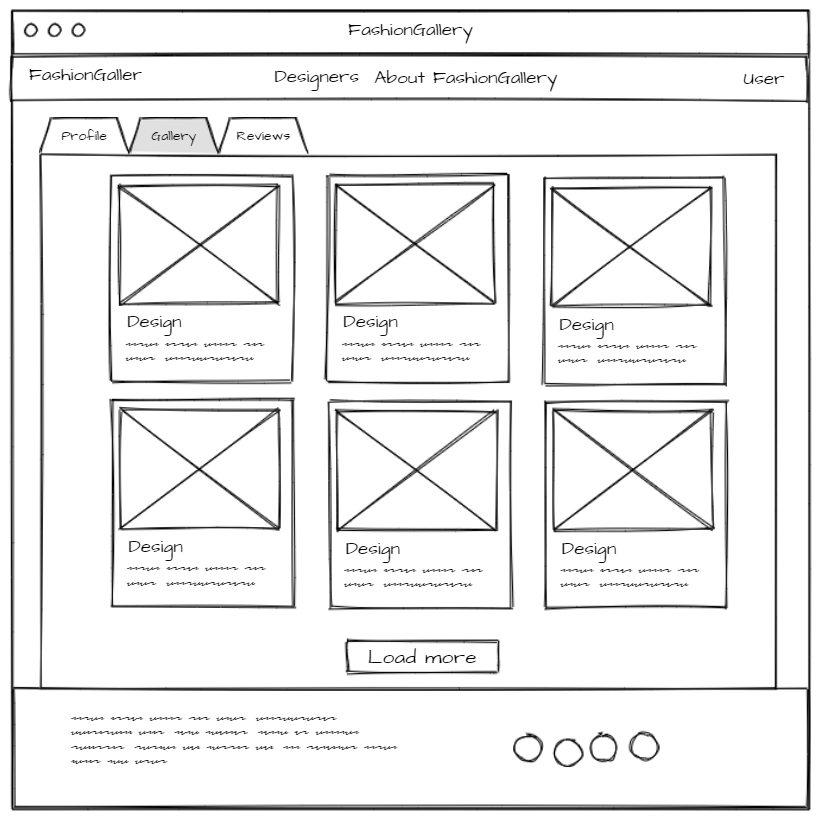 FashionGallery
FashionGaller Designers About FashionGallery User
Profile Gallery Reviews
Design Design Design
Design Design Design
Load more